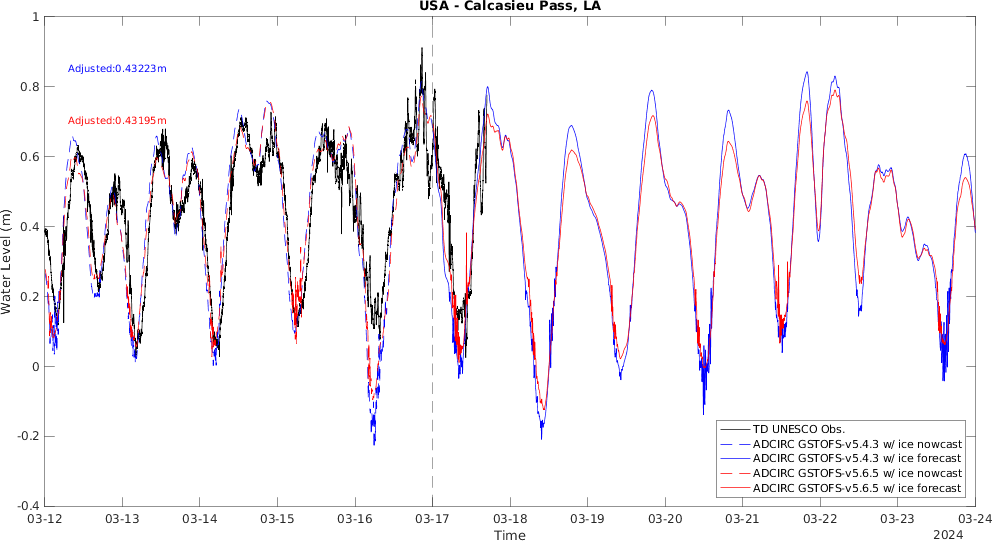 USA - Calcasieu Pass, LA
1
0.8
0.6
0.4
0.2
0
-0.2
-0.4
Water Level (m)
Adjusted:0.43223m
Adjusted:0.43195m
TD UNESCO Obs.
ADCIRC GSTOFS-v5.4.3 w/ ice nowcast
ADCIRC GSTOFS-v5.4.3 w/ ice forecast
ADCIRC GSTOFS-v5.6.5 w/ ice nowcast
ADCIRC GSTOFS-v5.6.5 w/ ice forecast
03-12 03-13 03-14 03-15 03-16 03-17 03-18 03-19 03-20 03-21 03-22 03-23 03-24
Time
2024